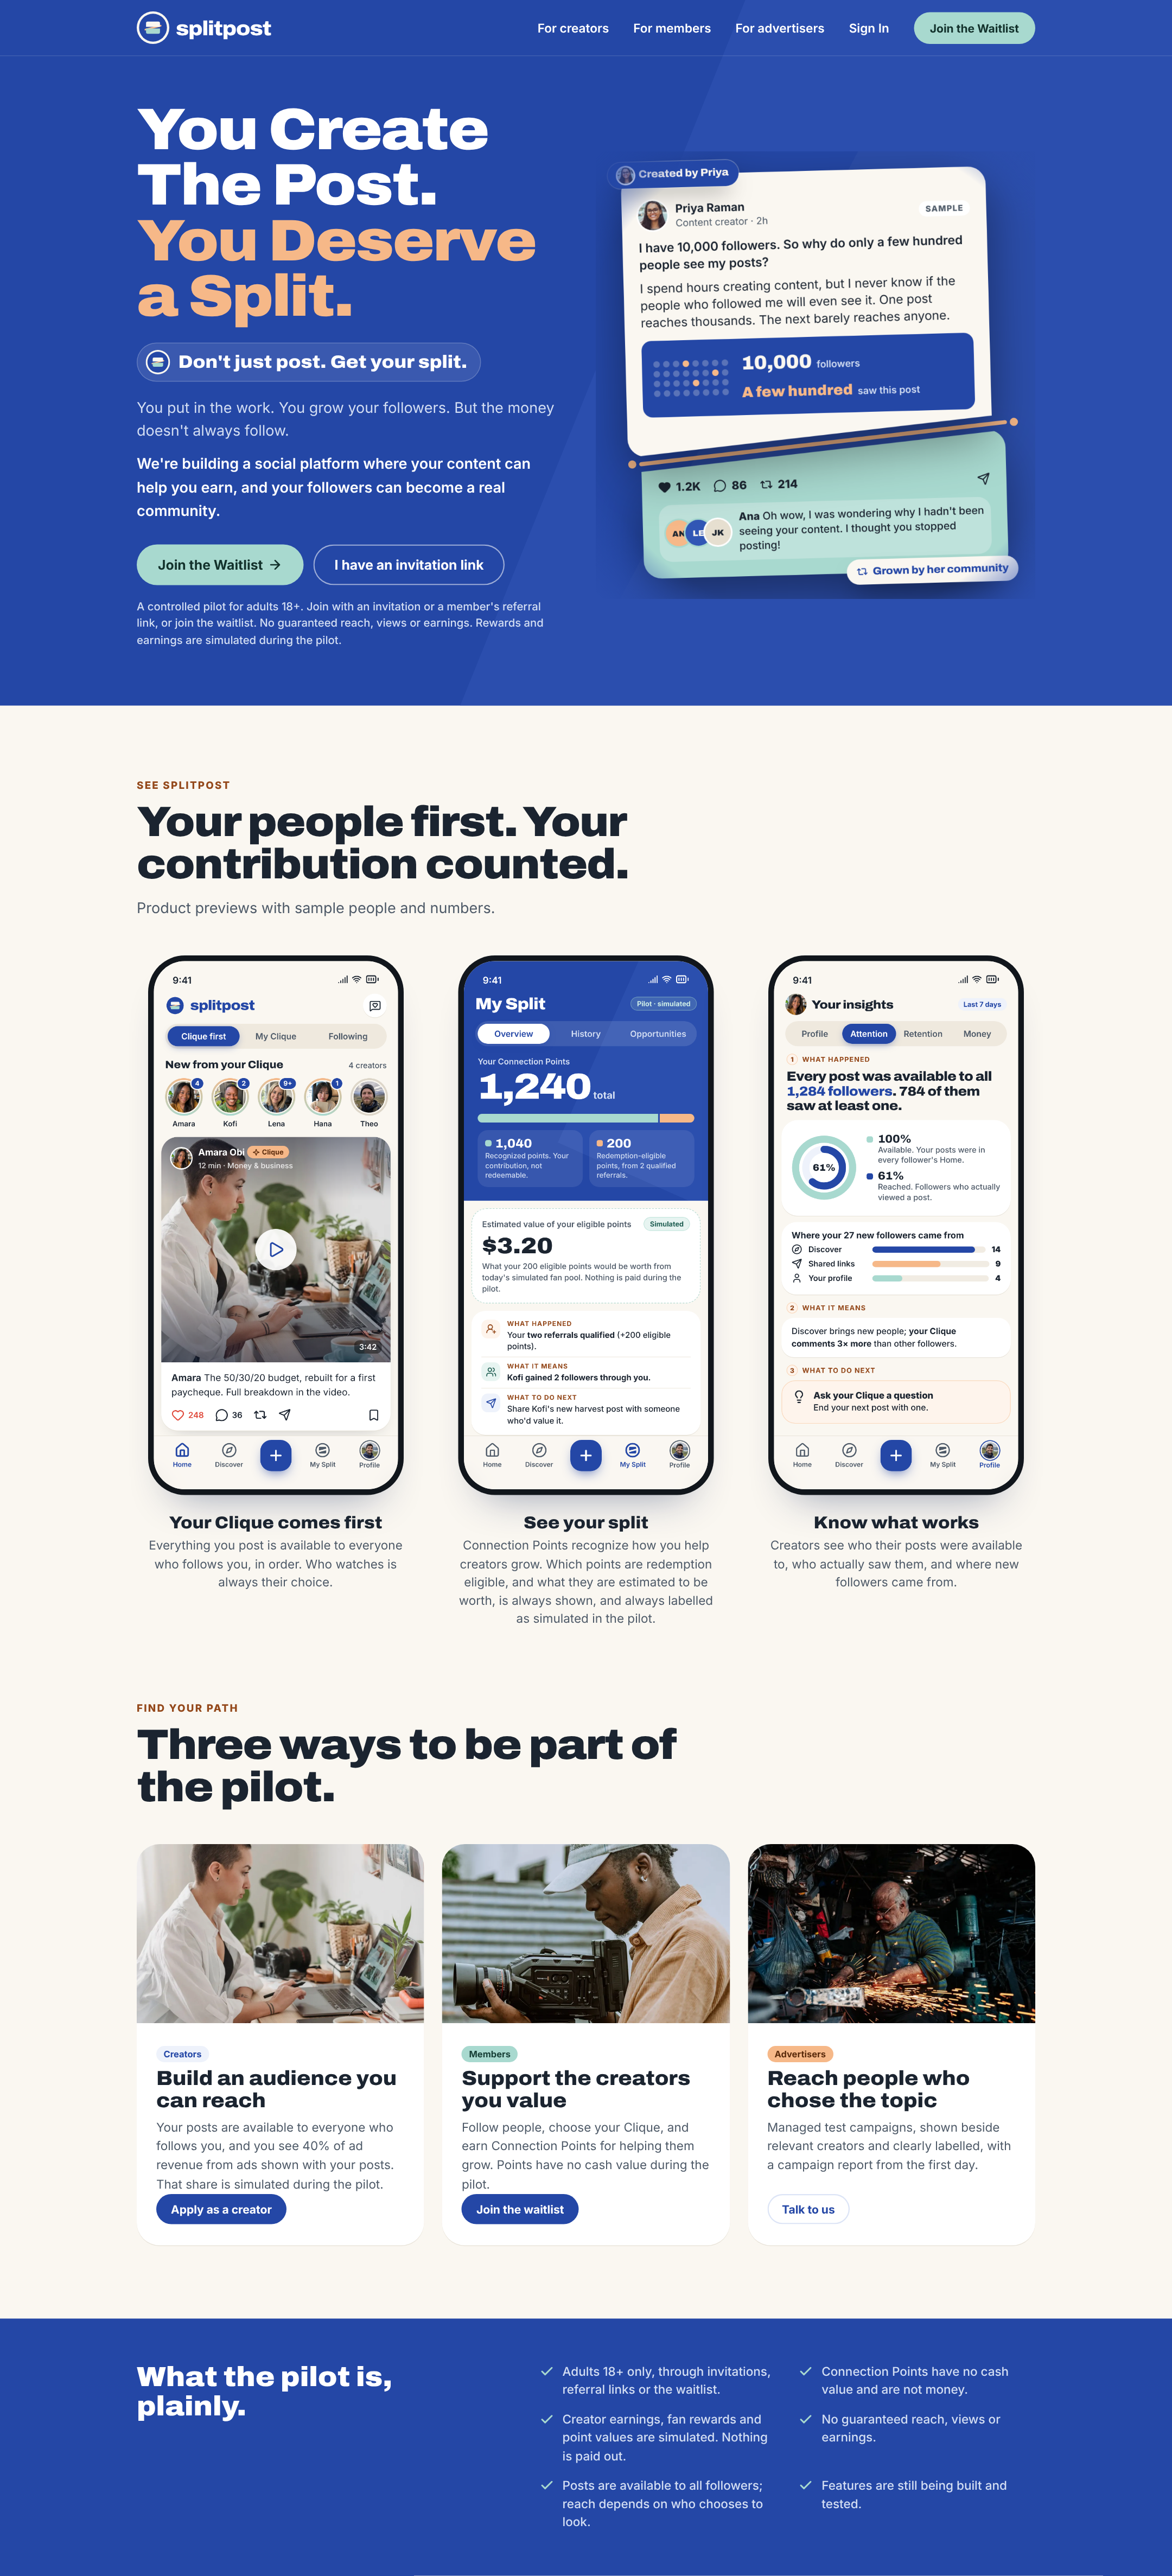 splitpost
For creators
For members
For advertisers
Sign In
Join the Waitlist
You Create
The Post.
You Deserve
a Split.
Don't just post. Get your split.
You put in the work. You grow your followers. But the money
doesn't always follow.
We're building a social platform where your content can
help you earn, and your followers can become a real
community.
Join the Waitlist →
I have an invitation link
A controlled pilot for adults 18+. Join with an invitation or a member's referral
link, or join the waitlist. No guaranteed reach, views or earnings. Rewards and
earnings are simulated during the pilot.
Created by Priya
Priya Raman
Content creator · 2h
SAMPLE
I have 10,000 followers. So why do only a few hundred
people see my posts?
I spend hours creating content, but I never know if the
people who followed me will even see it. One post
reaches thousands. The next barely reaches anyone.
10,000 followers
A few hundred saw this post
1.2K
86
214
AN
LE
JK
Ana Oh wow, I was wondering why I hadn't been
seeing your content. I thought you stopped
posting!
Grown by her community
SEE SPLITPOST
Your people first. Your
contribution counted.
Product previews with sample people and numbers.
9:41
splitpost
Clique first
My Clique
Following
New from your Clique
4 creators
4
2
9+
1
Amara
Kofi
Lena
Hana
Theo
Amara Obi
Clique
12 min · Money & business
3:42
Amara The 50/30/20 budget, rebuilt for a first
paycheque. Full breakdown in the video.
248
36
Home
Discover
+
My Split
Profile
Your Clique comes first
Everything you post is available to everyone
who follows you, in order. Who watches is
always their choice.
9:41
My Split
Pilot · simulated
Overview
History
Opportunities
Your Connection Points
1,240 total
1,040
Recognized points. Your
contribution, not
redeemable.
200
Redemption-eligible
points, from 2 qualified
referrals.
Estimated value of your eligible points
Simulated
$3.20
What your 200 eligible points would be worth from
today's simulated fan pool. Nothing is paid during the
pilot.
WHAT HAPPENED
Your two referrals qualified (+200 eligible
points).
WHAT IT MEANS
Kofi gained 2 followers through you.
WHAT TO DO NEXT
Share Kofi's new harvest post with someone
who'd value it.
Home
Discover
+
My Split
Profile
See your split
Connection Points recognize how you help
creators grow. Which points are redemption
eligible, and what they are estimated to be
worth, is always shown, and always labelled
as simulated in the pilot.
9:41
Your insights
Last 7 days
Profile
Attention
Retention
Money
1 WHAT HAPPENED
Every post was available to all
1,284 followers. 784 of them
saw at least one.
61%
100%
Available. Your posts were in
every follower's Home.
61%
Reached. Followers who actually
viewed a post.
Where your 27 new followers came from
Discover 14
Shared links 9
Your profile 4
2 WHAT IT MEANS
Discover brings new people; your Clique
comments 3× more than other followers.
3 WHAT TO DO NEXT
Ask your Clique a question
End your next post with one.
Home
Discover
+
My Split
Profile
Know what works
Creators see who their posts were available
to, who actually saw them, and where new
followers came from.
FIND YOUR PATH
Three ways to be part of
the pilot.
Creators
Build an audience you
can reach
Your posts are available to everyone who
follows you, and you see 40% of ad
revenue from ads shown with your posts.
That share is simulated during the pilot.
Apply as a creator
Members
Support the creators
you value
Follow people, choose your Clique, and
earn Connection Points for helping them
grow. Points have no cash value during the
pilot.
Join the waitlist
Advertisers
Reach people who
chose the topic
Managed test campaigns, shown beside
relevant creators and clearly labelled, with
a campaign report from the first day.
Talk to us
What the pilot is,
plainly.
Adults 18+ only, through invitations,
referral links or the waitlist.
Connection Points have no cash
value and are not money.
Creator earnings, fan rewards and
point values are simulated. Nothing
is paid out.
No guaranteed reach, views or
earnings.
Posts are available to all followers;
reach depends on who chooses to
look.
Features are still being built and
tested.